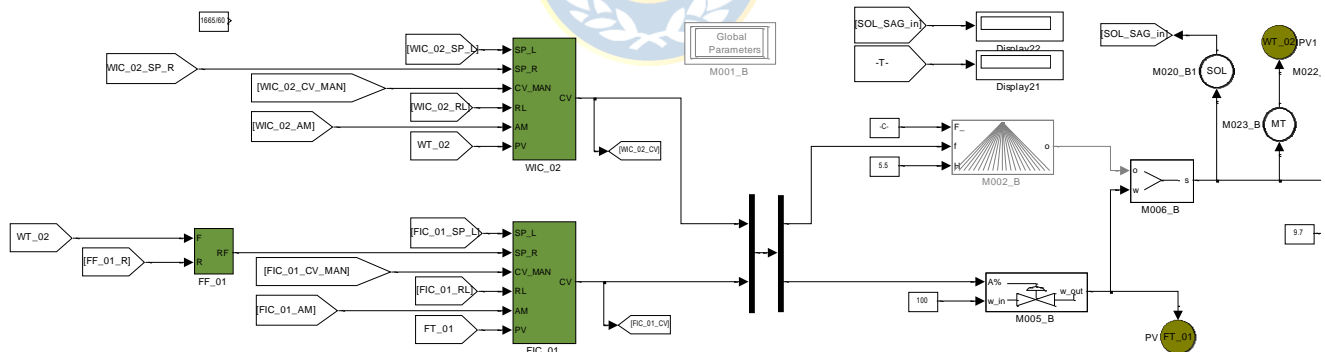 1665/60
Global
Parameters
M001_B
[SOL_SAG_in]
Display22
-T-
Display21
[SOL_SAG_in]
M020_B1
SOL
WT_02
PV1
M022_
M023_B
MT
WIC_02_SP_R
[WIC_02_SP_L]
[WIC_02_CV_MAN]
[WIC_02_RL]
[WIC_02_AM]
WT_02
SP_L
SP_R
CV_MAN
RL
AM
PV
CV
WIC_02
[WIC_02_CV]
-C-
5.5
F_
f
H
o
M002_B
o
w
s
M006_B
9.7
WT_02
[FF_01_R]
F
R
RF
FF_01
[FIC_01_SP_L]
[FIC_01_CV_MAN]
[FIC_01_RL]
[FIC_01_AM]
FT_01
SP_L
SP_R
CV_MAN
RL
AM
PV
CV
FIC_01
[FIC_01_CV]
100
A%
w_in
w_out
M005_B
PV
FT_01